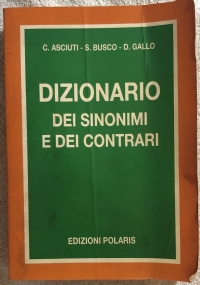 C. ASCIUTI - S. BUSCO - D. GALLO
DIZIONARIO
DEI SINONIMI
E DEI CONTRARI
EDIZIONI POLARIS